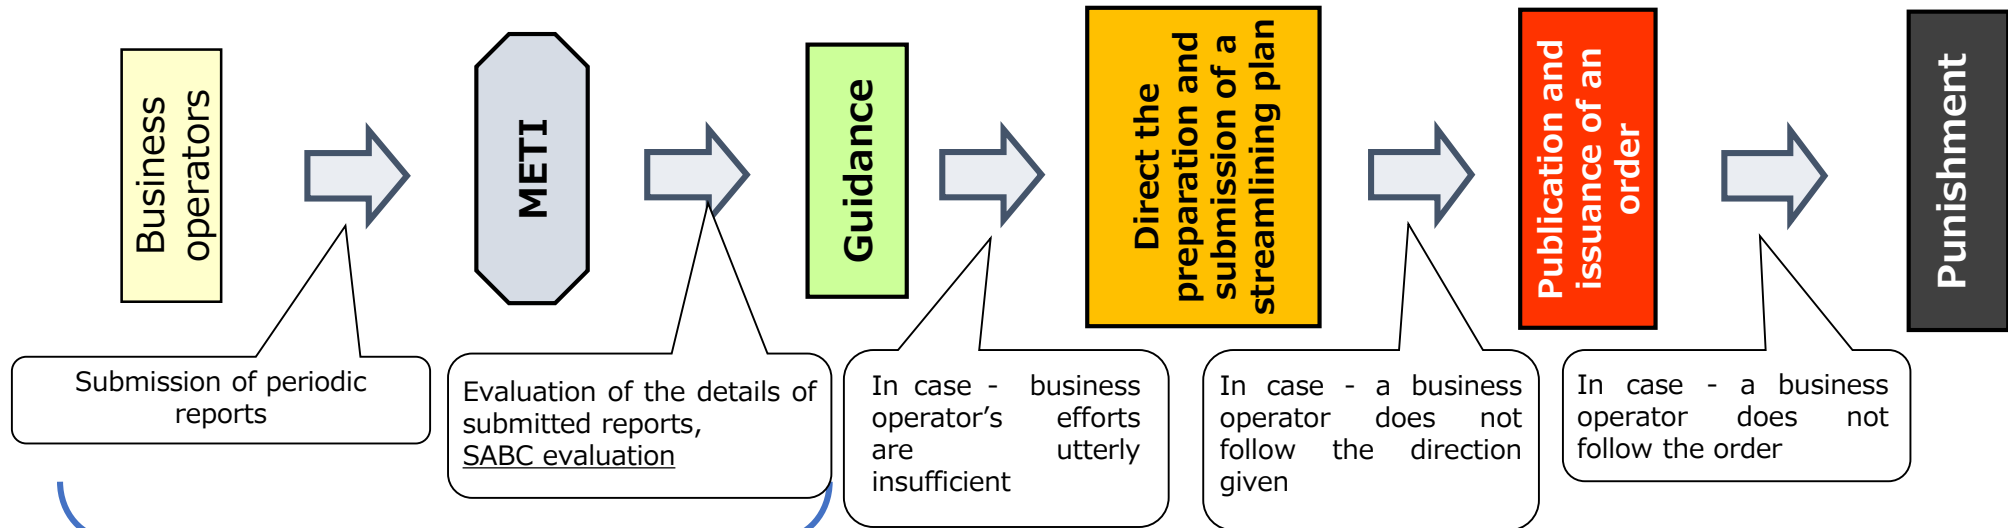 Business
operators
METI
Guidance
Direct the
preparation and
submission of a
streamlining plan
Publication and
issuance of an
order
Punishment
Submission of periodic
reports
Evaluation of the details of
submitted reports,
SABC evaluation
In case - business
operator’s efforts
are utterly
insufficient
In case - a business
operator does not
follow the direction
given
In case - a business
operator does not
follow the order